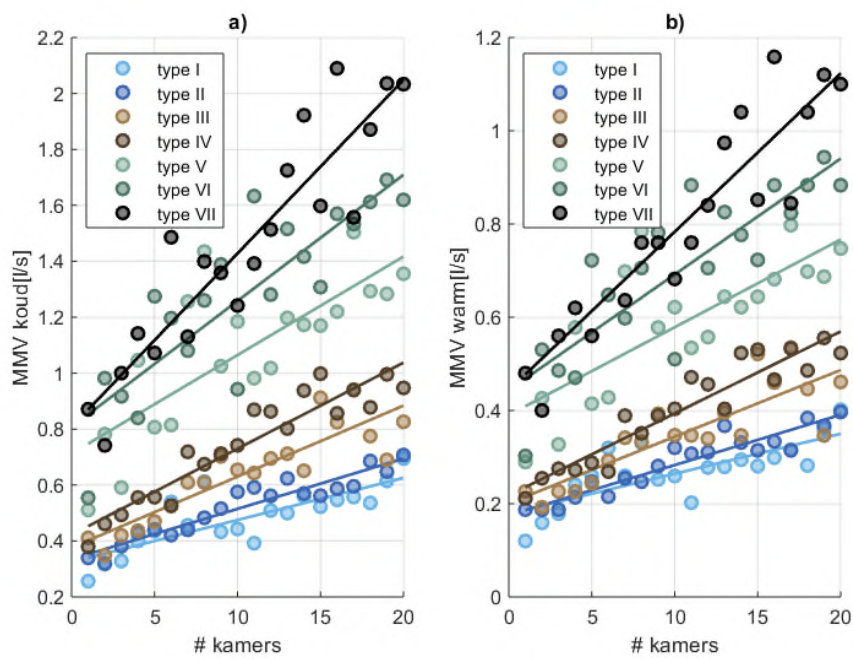 a)
MMV koud[l/s]
2.2
2
1.8
1.6
1.4
1.2
1
0.8
0.6
0.4
0.2
type I
type II
type III
type IV
type V
type VI
type VII
0 5 10 15 20
# kamers
b)
MMV warm[l/s]
1.2
1
0.8
0.6
0.4
0.2
0
type I
type II
type III
type IV
type V
type VI
type VII
0 5 10 15 20
# kamers